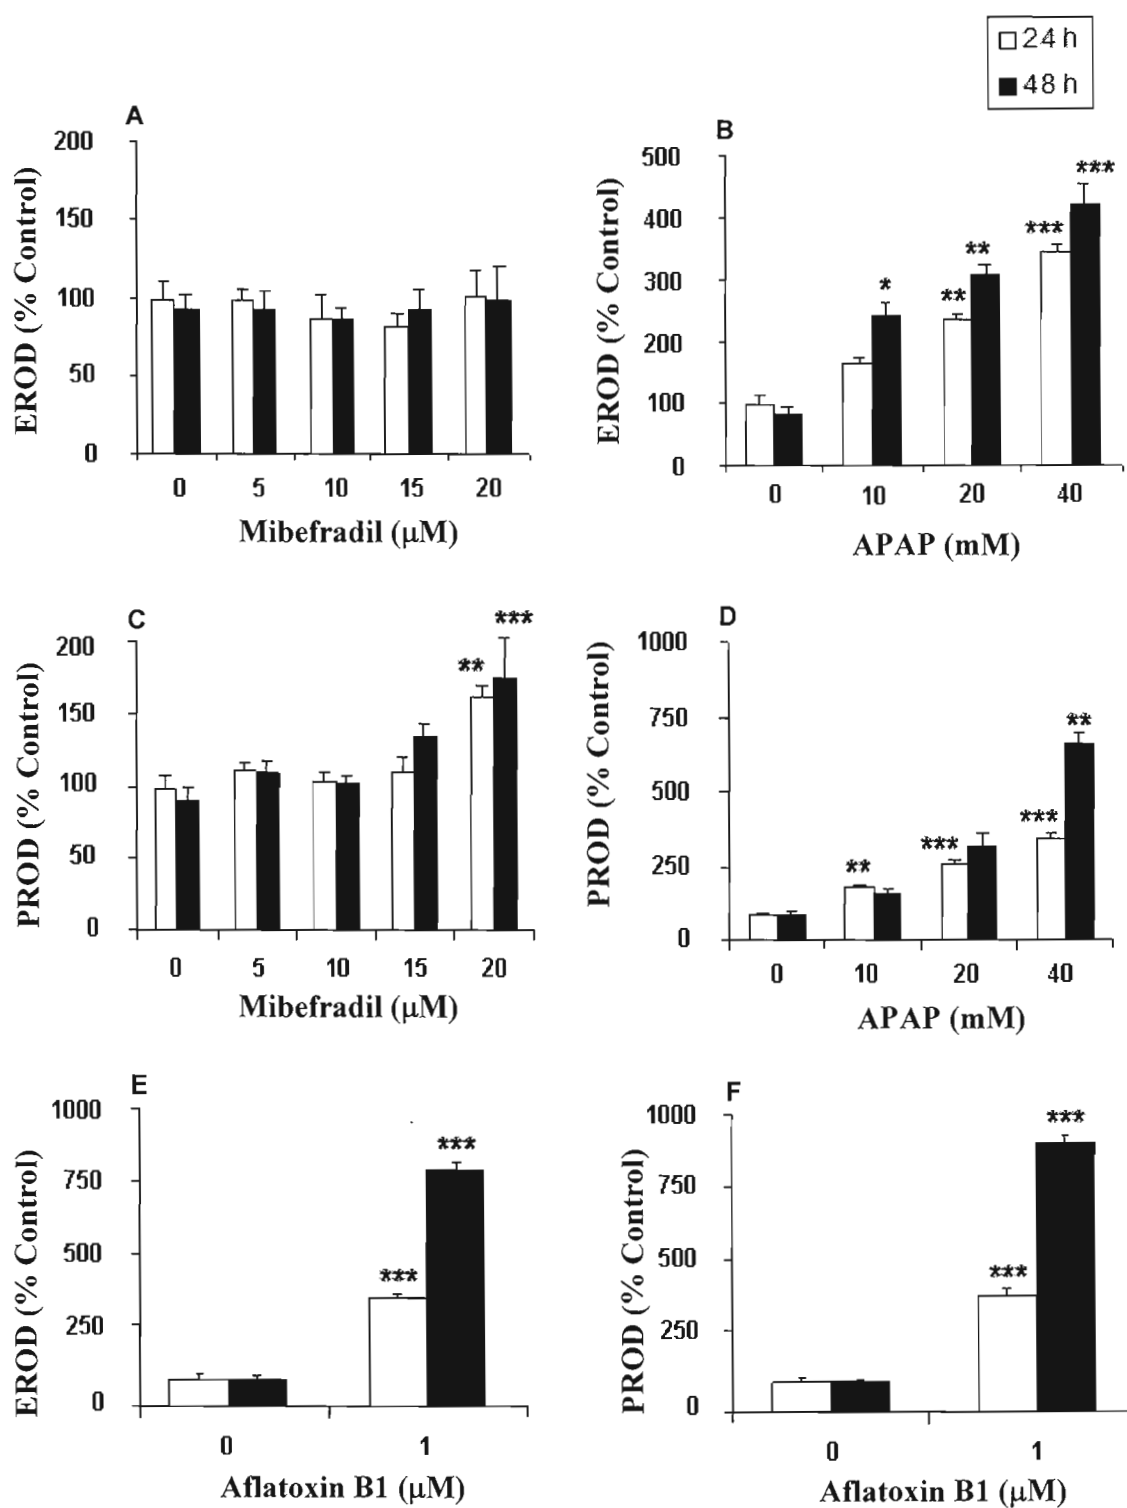 24 h
48 h
A
200
150
100
50
0
EROD (% Control)
0 5 10 15 20
Mibefradil (μM)
B
500
400
300
200
100
0
EROD (% Control)
* ** ** *** ***
0 10 20 40
APAP (mM)
C
200
150
100
50
0
PROD (% Control)
** ***
0 5 10 15 20
Mibefradil (μM)
D
1000
750
500
250
0
PROD (% Control)
** *** *** **
0 10 20 40
APAP (mM)
E
1000
750
500
250
0
EROD (% Control)
*** ***
0 1
Aflatoxin B1 (μM)
F
1000
750
500
250
0
PROD (% Control)
*** ***
0 1
Aflatoxin B1 (μM)